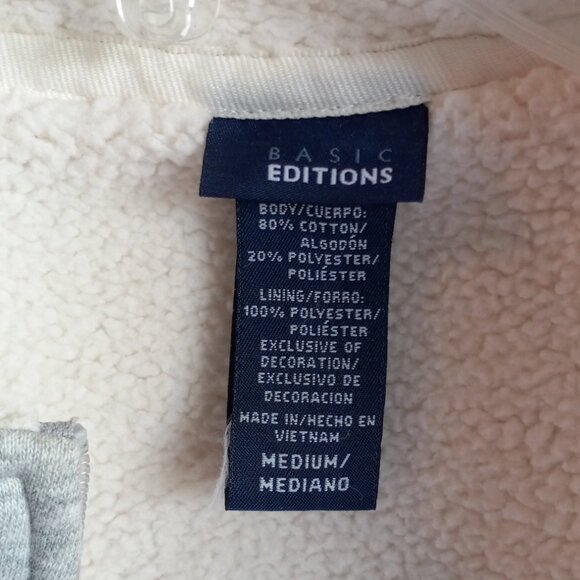 BASIC
EDITIONS
BODY/CUERPO:
80% COTTON/
ALGODÓN
20% POLYESTER/
POLIÉSTER
LINING/FORRO:
100% POLYESTER/
POLIÉSTER
EXCLUSIVE OF
DECORATION/
EXCLUSIVO DE
DECORACION
MADE IN/HECHO EN
VIETNAM
MEDIUM/
MEDIANO